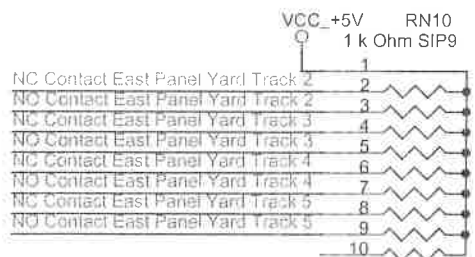 VCC_+5V RN10
1 k Ohm SIP9
1
NC Contact East Panel Yard Track 2
2
NO Contact East Panel Yard Track 2
3
NC Contact East Panel Yard Track 3
4
NO Contact East Panel Yard Track 3
5
NC Contact East Panel Yard Track 4
6
NO Contact East Panel Yard Track 4
7
NC Contact East Panel Yard Track 5
8
NO Contact East Panel Yard Track 5
9
10